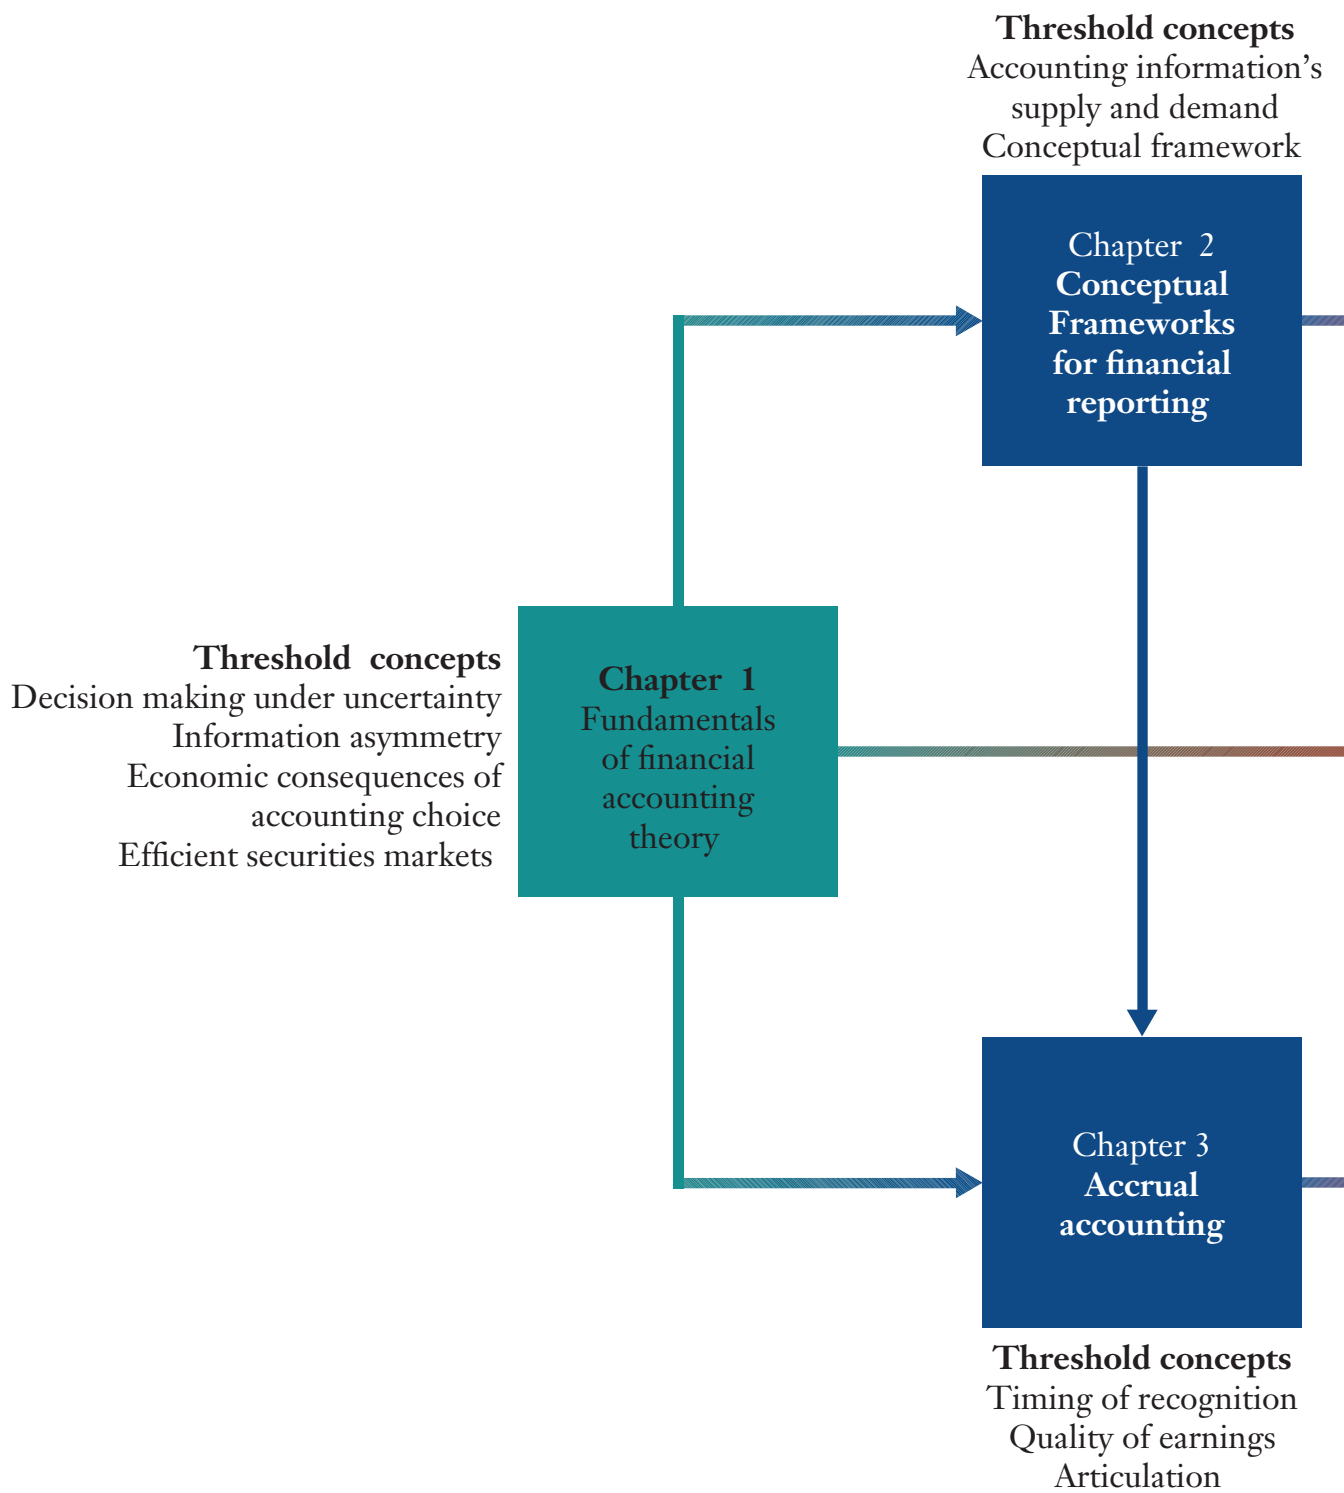 Threshold concepts
Accounting information’s
supply and demand
Conceptual framework
Chapter 2
Conceptual
Frameworks
for financial
reporting
Threshold concepts
Decision making under uncertainty
Information asymmetry
Economic consequences of
accounting choice
Efficient securities markets
Chapter 1
Fundamentals
of financial
accounting
theory
Chapter 3
Accrual
accounting
Threshold concepts
Timing of recognition
Quality of earnings
Articulation